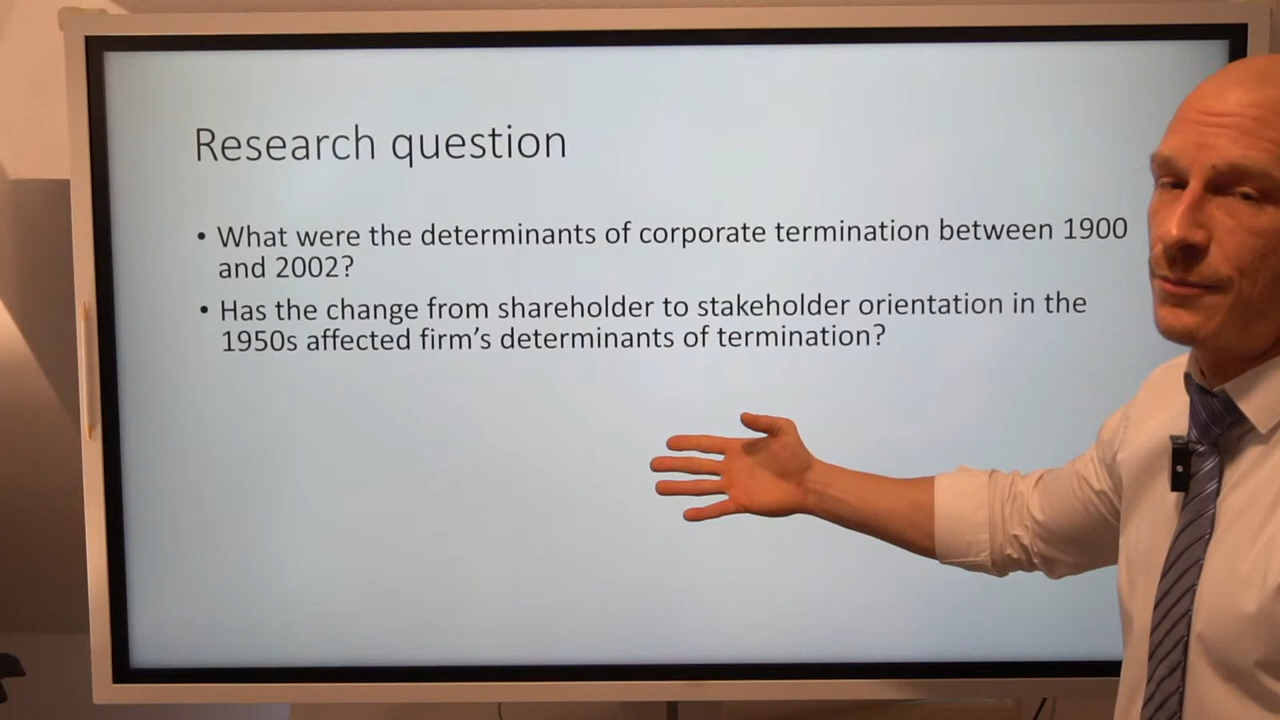 Research question
• What were the determinants of corporate termination between 1900
and 2002?
• Has the change from shareholder to stakeholder orientation in the
1950s affected firm’s determinants of termination?